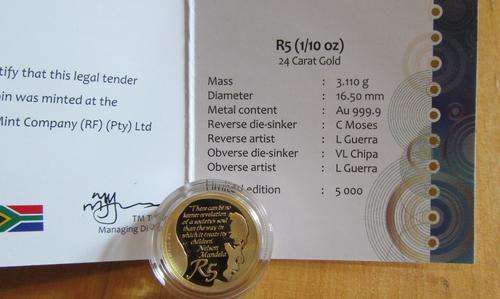 tify that this legal tender
oin was minted at the
Mint Company (RF) (Pty) Ltd
TM T
Managing Di
R5 (1/10 oz)
24 Carat Gold
Mass : 3.110 g
Diameter : 16.50 mm
Metal content : Au 999.9
Reverse die-sinker : C Moses
Reverse artist : L Guerra
Obverse die-sinker : VL Chipa
Obverse artist : L Guerra
Limited edition : 5 000
"There can be no
keener revelation
of a society's soul
than the way in
which it treats its
children."
Nelson
Mandela
R5